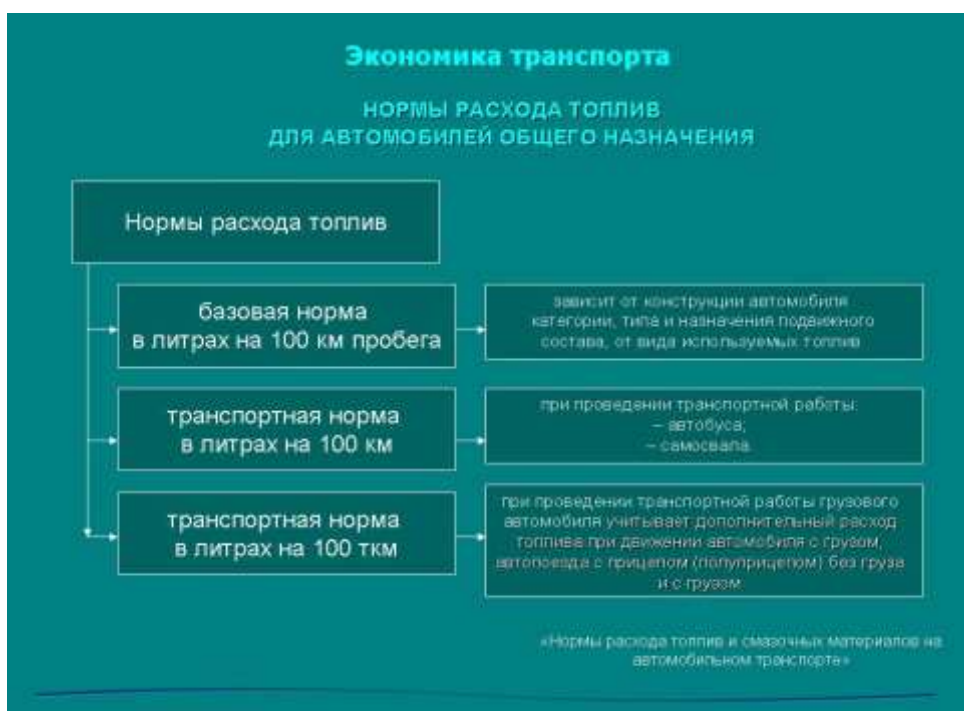 Экономика транспорта
НОРМЫ РАСХОДА ТОПЛИВ
ДЛЯ АВТОМОБИЛЕЙ ОБЩЕГО НАЗНАЧЕНИЯ
Нормы расхода топлив
базовая норма
в литрах на 100 км пробега
зависит от конструкции автомобиля
категории, типа и назначения подвижного
состава, от вида используемых топлив
транспортная норма
в литрах на 100 км
при проведении транспортной работы:
– автобуса;
– самосвала.
транспортная норма
в литрах на 100 ткм
при проведении транспортной работы грузового
автомобиля учитывает дополнительный расход
топлива при движении автомобиля с грузом,
автопоезда с прицепом (полуприцепом) без груза
и с грузом
«Нормы расхода топлив и смазочных материалов на
автомобильном транспорте»